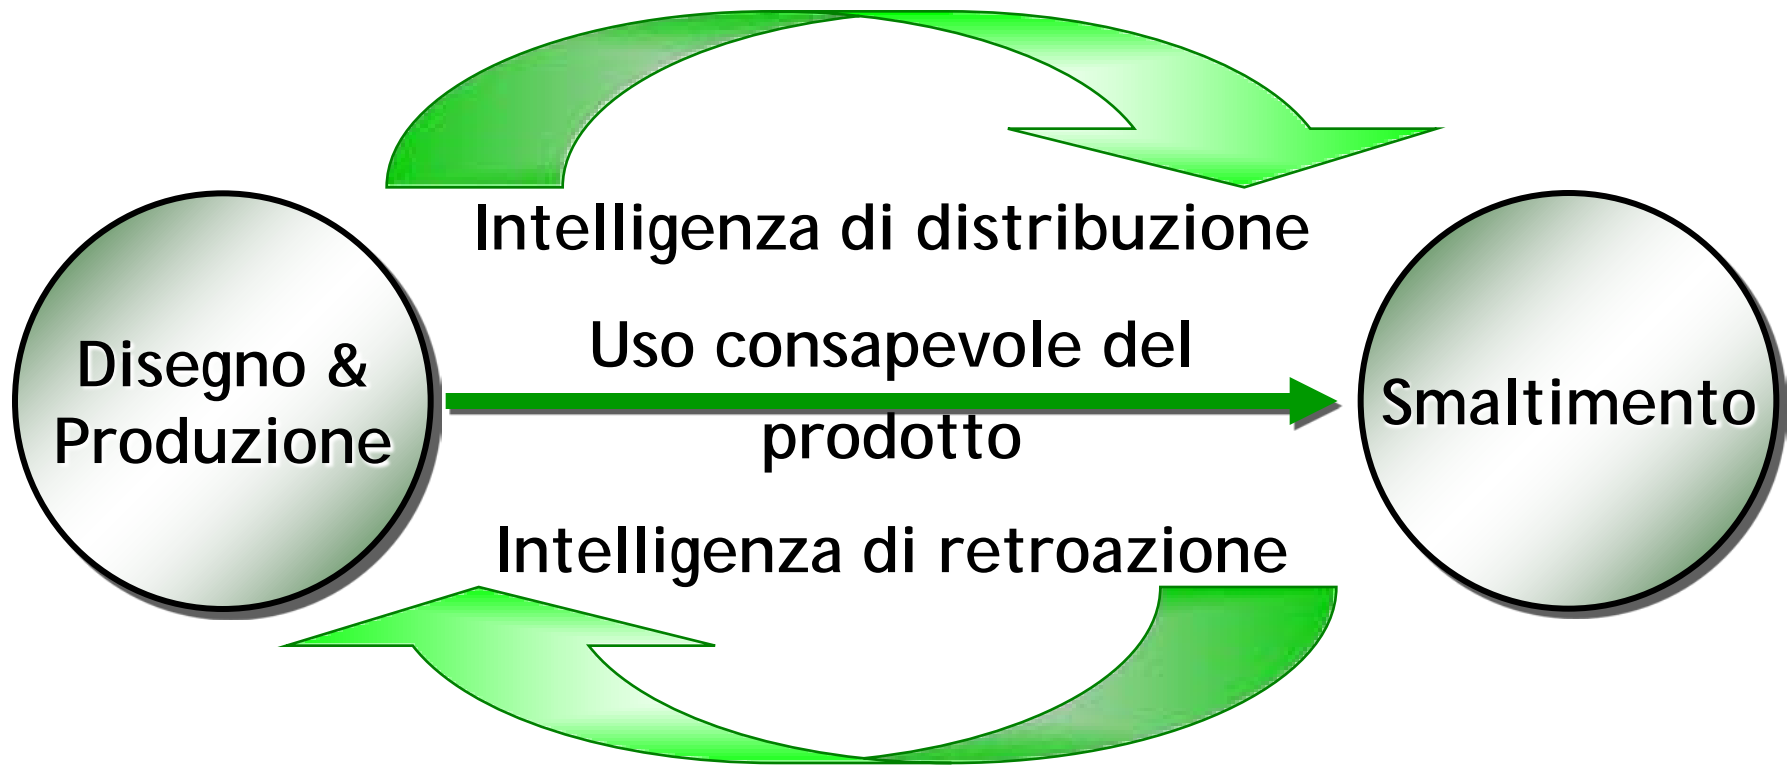 Intelligenza di distribuzione
Disegno &
Produzione
Uso consapevole del
prodotto
Smaltimento
Intelligenza di retroazione